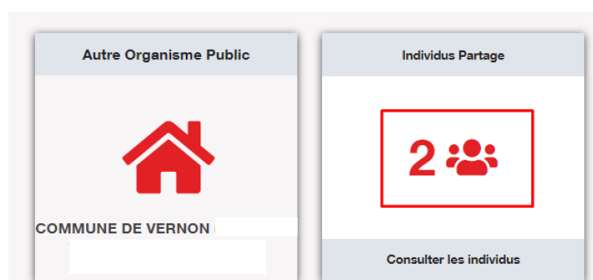 Autre Organisme Public
COMMUNE DE VERNON
Individus Partage
2
Consulter les individus